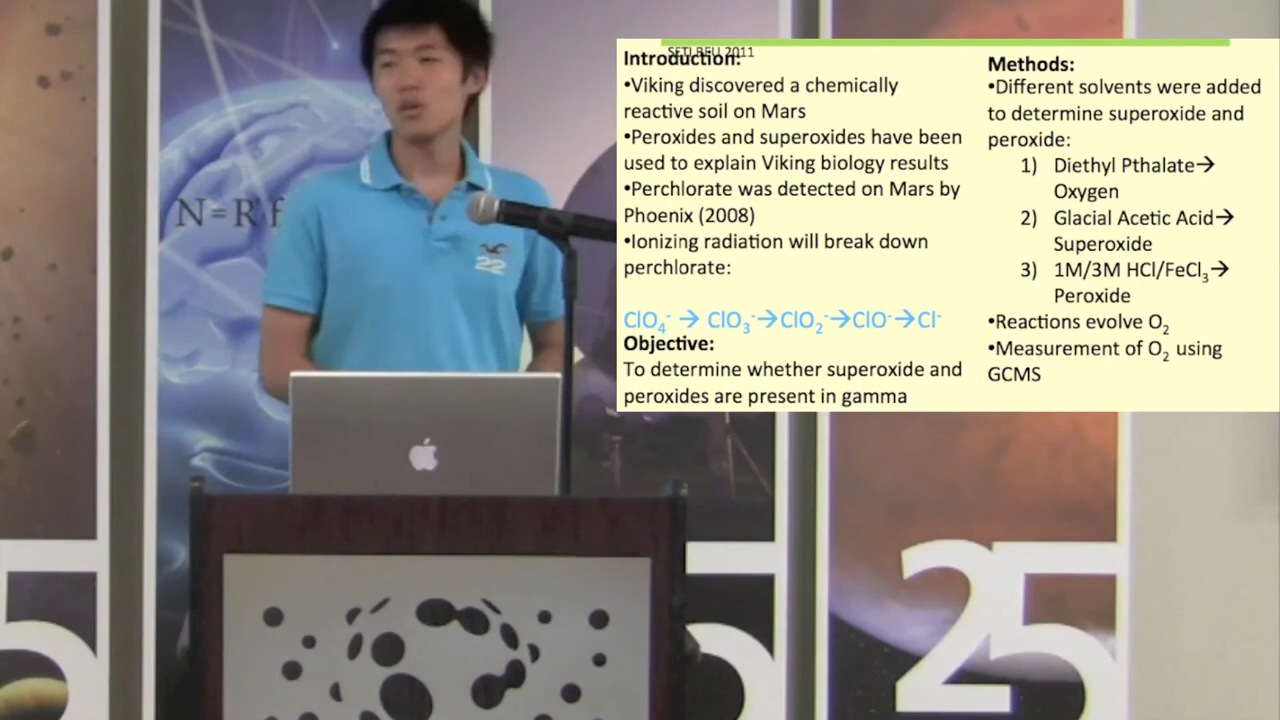 N=R f
22
SETI REU 2011
Introduction:
•Viking discovered a chemically
reactive soil on Mars
•Peroxides and superoxides have been
used to explain Viking biology results
•Perchlorate was detected on Mars by
Phoenix (2008)
•Ionizing radiation will break down
perchlorate:
ClO₄⁻ → ClO₃⁻→ClO₂⁻→ClO⁻→Cl⁻
Objective:
To determine whether superoxide and
peroxides are present in gamma
Methods:
•Different solvents were added
to determine superoxide and
peroxide:
1) Diethyl Pthalate→
Oxygen
2) Glacial Acetic Acid→
Superoxide
3) 1M/3M HCl/FeCl₃→
Peroxide
•Reactions evolve O₂
•Measurement of O₂ using
GCMS
5
5
25